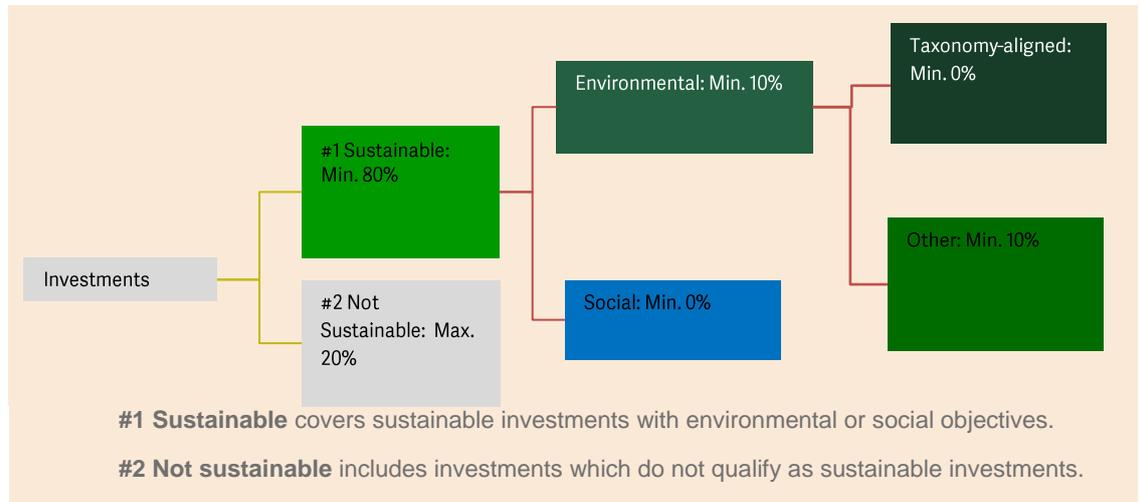 Investments
#1 Sustainable:
Min. 80%
#2 Not
Sustainable: Max.
20%
Environmental: Min. 10%
Social: Min. 0%
Taxonomy-aligned:
Min. 0%
Other: Min. 10%
#1 Sustainable covers sustainable investments with environmental or social objectives.
#2 Not sustainable includes investments which do not qualify as sustainable investments.